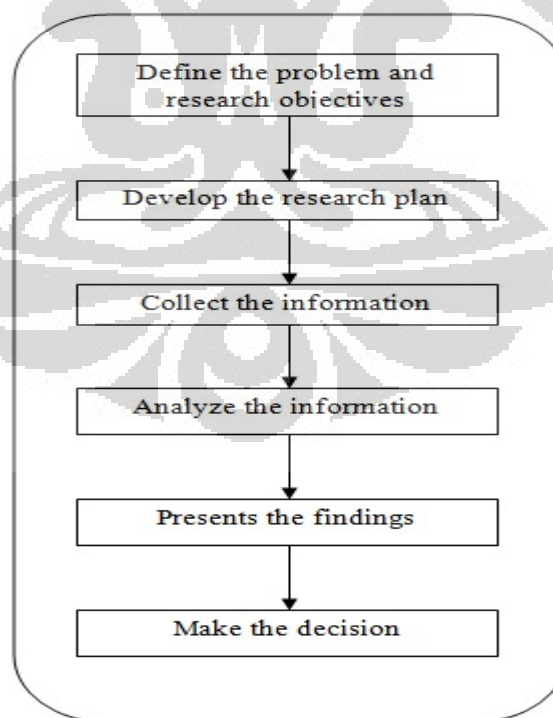 Define the problem and
research objectives
Develop the research plan
Collect the information
Analyze the information
Presents the findings
Make the decision